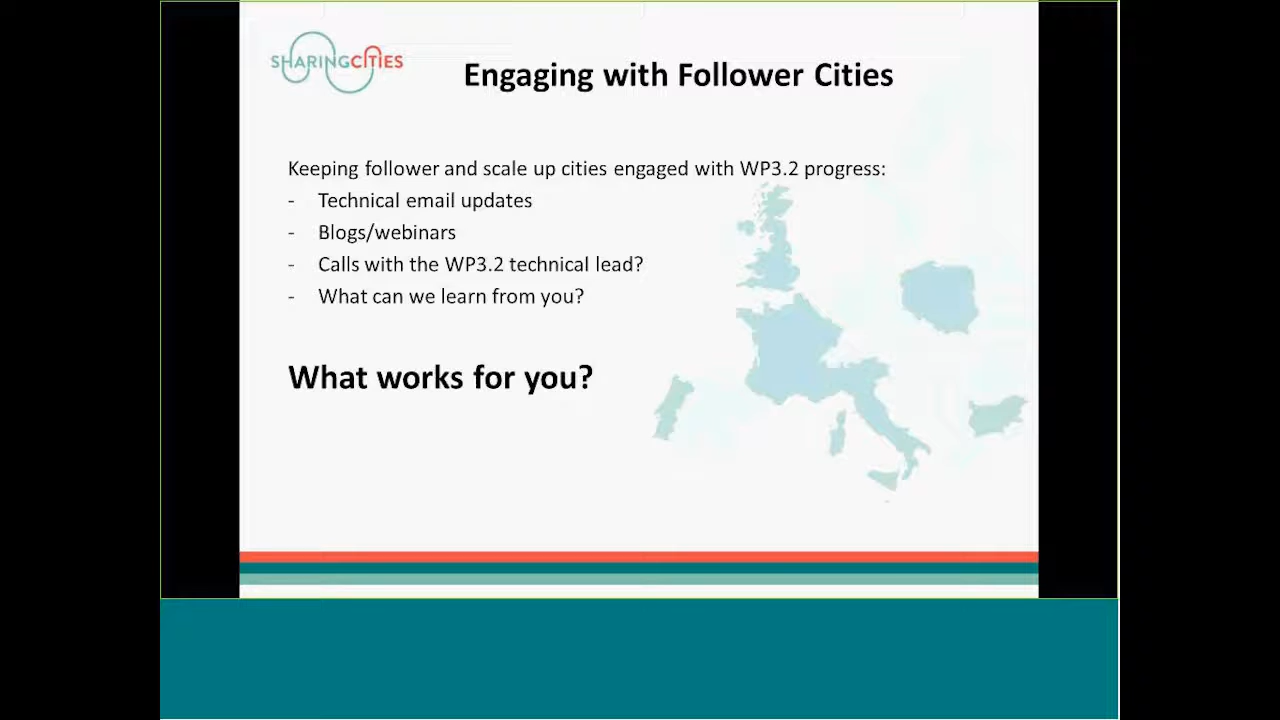 SHARINGCITIES
Engaging with Follower Cities
Keeping follower and scale up cities engaged with WP3.2 progress:
- Technical email updates
- Blogs/webinars
- Calls with the WP3.2 technical lead?
- What can we learn from you?
What works for you?